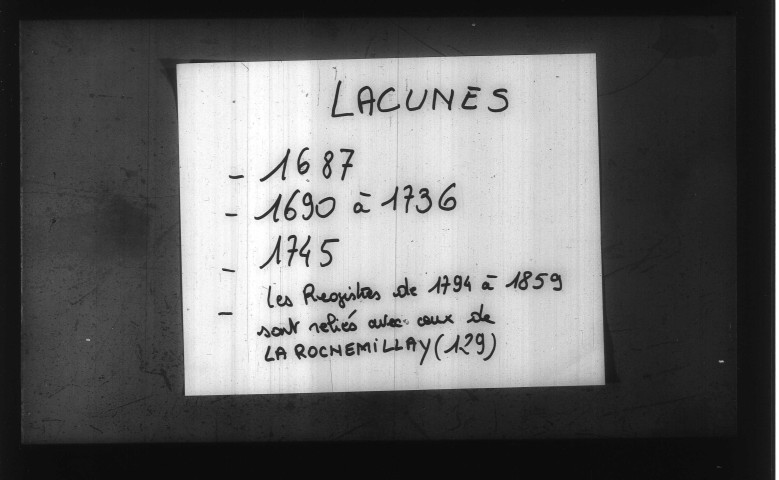 LACUNES
- 1687
- 1690 à 1736
- 1745
- Les Registres de 1794 à 1859
sont reliés avec ceux de
LA ROCHEMILLAY (129)